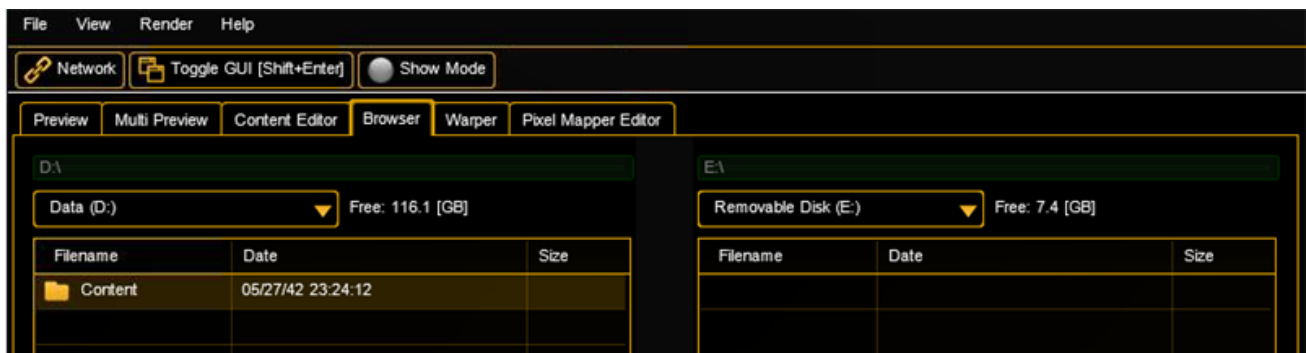 File View Render Help
Network Toggle GUI [Shift+Enter] Show Mode
Preview Multi Preview Content Editor Browser Warper Pixel Mapper Editor
D:\ E:\
Data (D:) Free: 116.1 [GB] Removable Disk (E:) Free: 7.4 [GB]
Filename Date Size Filename Date Size
Content 05/27/42 23:24:12